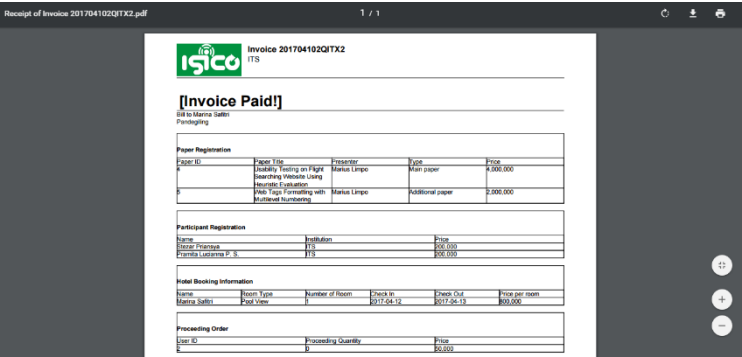 Receipt of Invoice 201704102QITX2.pdf
1 / 1
ISICO
Invoice 201704102QITX2
ITS
[Invoice Paid!]
Bill to Marina Safitri
Pandegiling
Paper Registration
Paper ID Paper Title Presenter Type Price
4 Usability Testing on Flight Marius Limpo Main paper 4,000,000
Searching Website Using
Heuristic Evaluation
5 Web Tags Formatting with Marius Limpo Additional paper 2,000,000
Multilevel Numbering
Participant Registration
Name Institution Price
Stezar Priansya ITS 200,000
Pramita Lucianna P. S. ITS 200,000
Hotel Booking Information
Name Room Type Number of Room Check In Check Out Price per room
Marina Safitri Pool View 1 2017-04-12 2017-04-13 800,000
Proceeding Order
User ID Proceeding Quantity Price
2 0 50,000